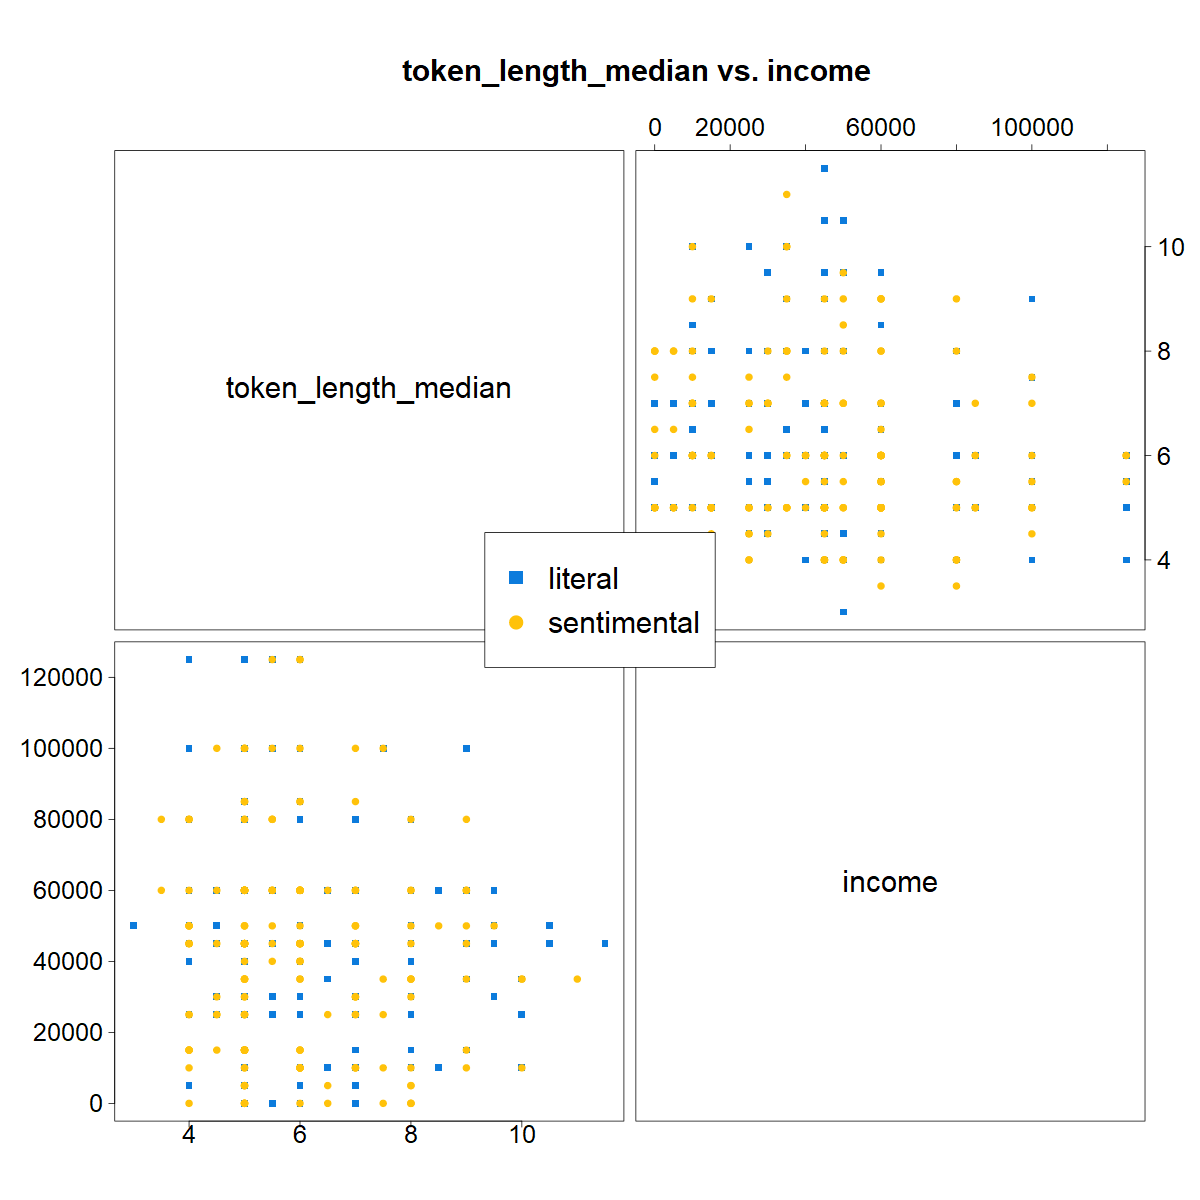 token_length_median vs. income
0 20000 60000 100000
token_length_median
10
8
6
4
literal
sentimental
120000
100000
80000
60000
40000
20000
0
income
4 6 8 10